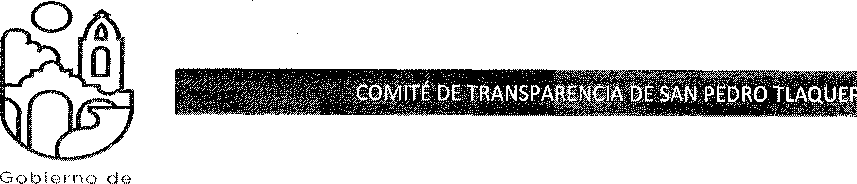 COMITÉ DE TRANSPARENCIA DE SAN PEDRO TLAQUEP
Gobierno de